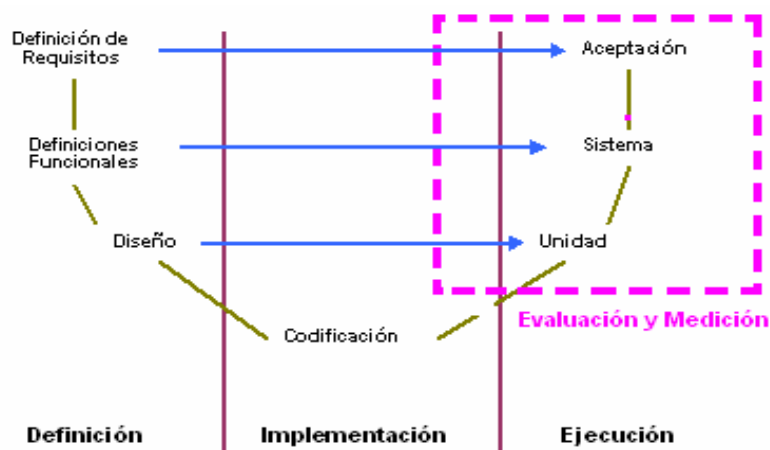 Definición de
Requisitos
Aceptación
Definiciones
Funcionales
Sistema
Diseño
Unidad
Codificación
Evaluación y Medición
Definición
Implementación
Ejecución